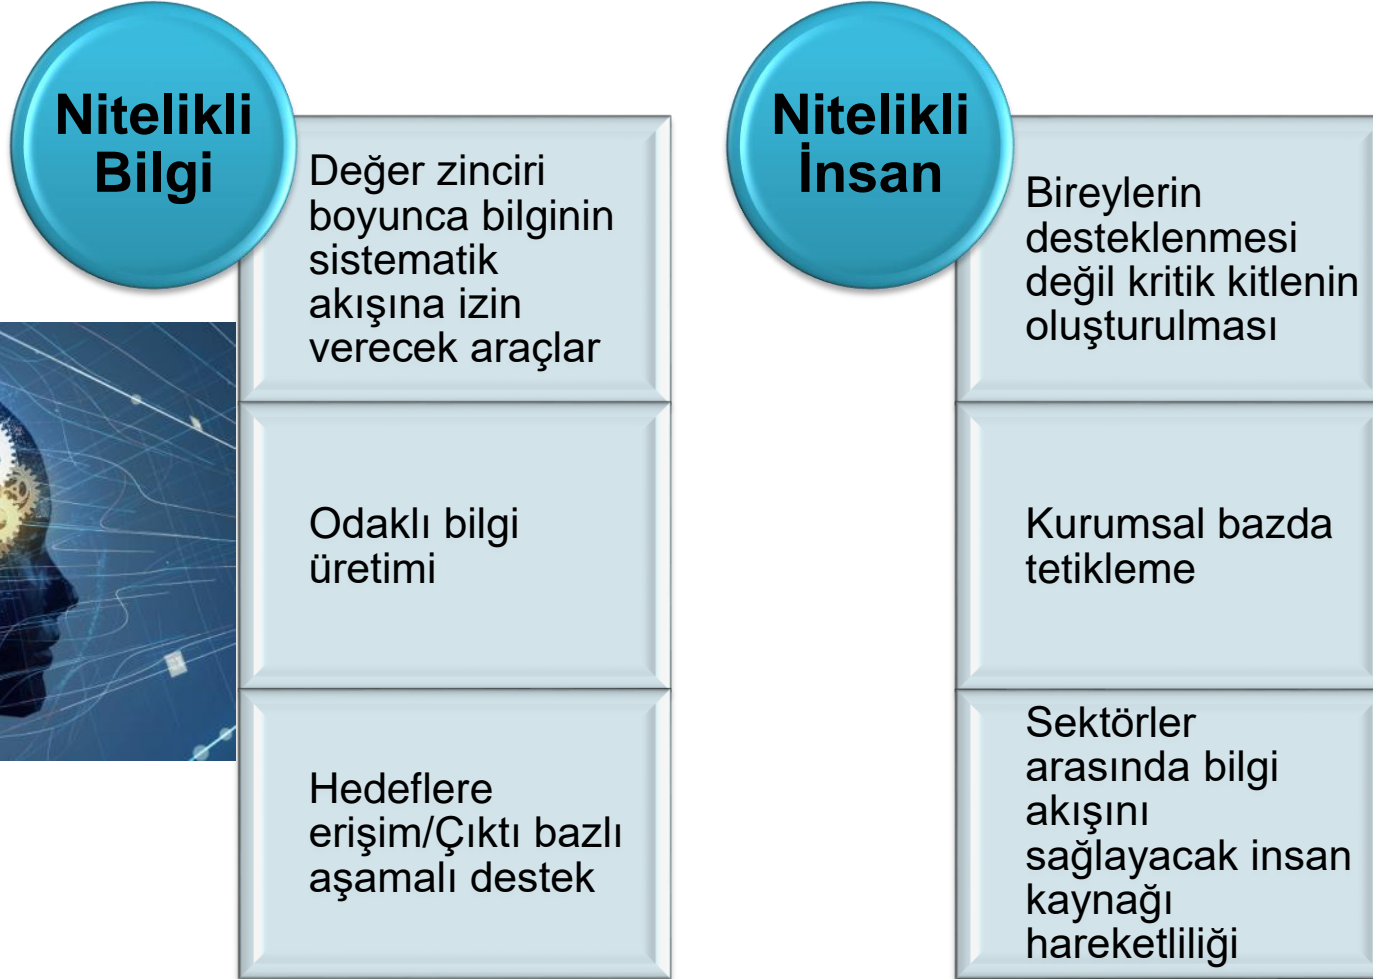 Nitelikli
Bilgi
Değer zinciri
boyunca bilginin
sistematik
akışına izin
verecek araçlar
Odaklı bilgi
üretimi
Hedeflere
erişim/Çıktı bazlı
aşamalı destek
Nitelikli
İnsan
Bireylerin
desteklenmesi
değil kritik kitlenin
oluşturulması
Kurumsal bazda
tetikleme
Sektörler
arasında bilgi
akışını
sağlayacak insan
kaynağı
hareketliliği